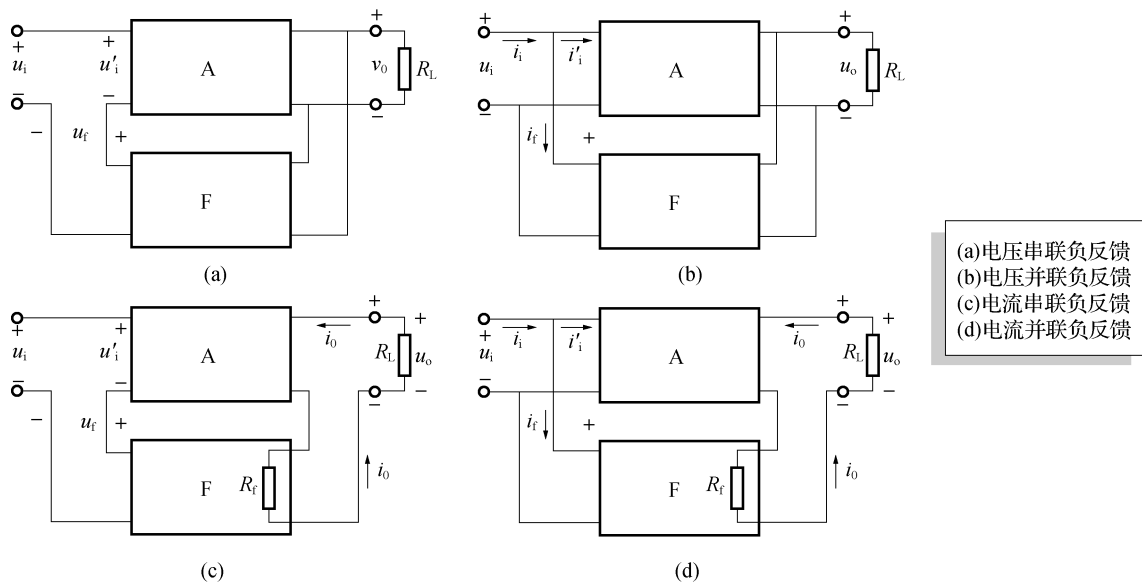 + + + + +
u_i u'_i A v_0 R_L i_i i'_i u_i A u_o R_L
− − − − −
− u_f + i_f +
F F
(a) (b)
(a)电压串联负反馈
(b)电压并联负反馈
(c)电流串联负反馈
(d)电流并联负反馈
+ + + + + + +
u_i u'_i A i_0 R_L u_o u_i i_i i'_i A i_0 R_L u_o
− − − − − − −
− u_f + i_f +
F R_f i_0 F R_f i_0
(c) (d)